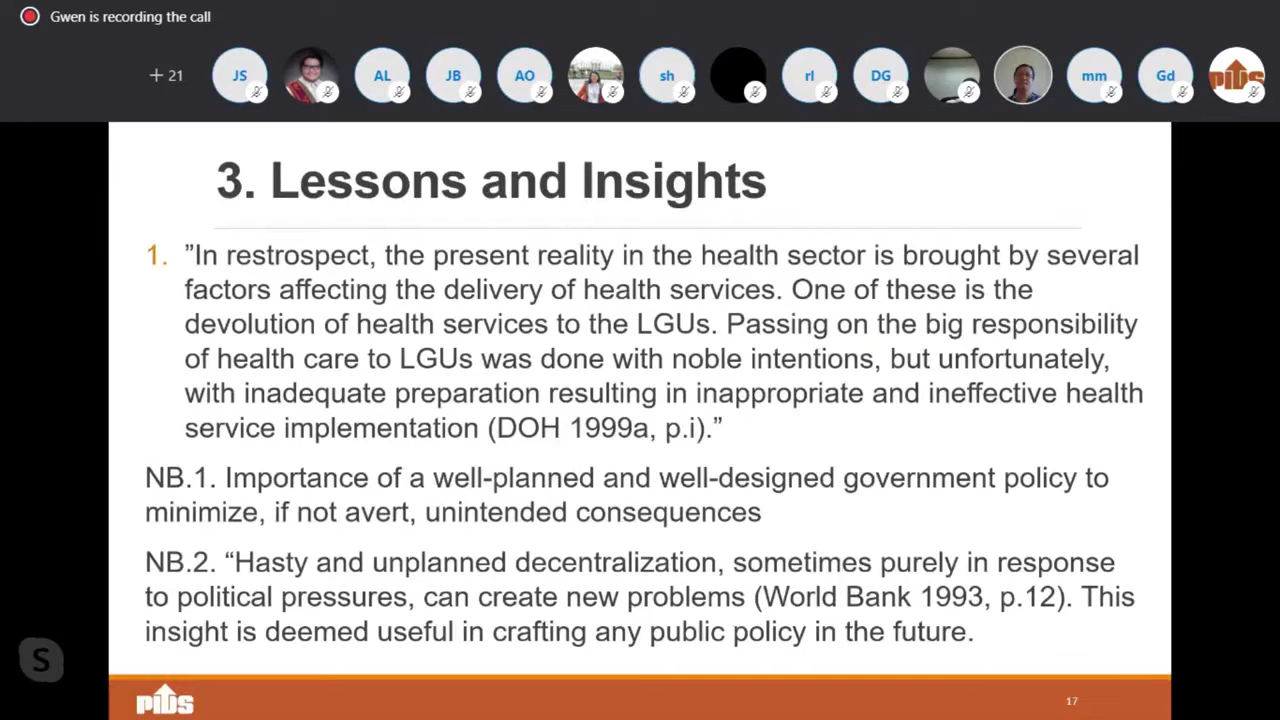 Gwen is recording the call
+ 21
JS
AL
JB
AO
sh
rl
DG
mm
Gd
PIDS
3. Lessons and Insights
1. ”In restrospect, the present reality in the health sector is brought by several
factors affecting the delivery of health services. One of these is the
devolution of health services to the LGUs. Passing on the big responsibility
of health care to LGUs was done with noble intentions, but unfortunately,
with inadequate preparation resulting in inappropriate and ineffective health
service implementation (DOH 1999a, p.i).”
NB.1. Importance of a well-planned and well-designed government policy to
minimize, if not avert, unintended consequences
NB.2. “Hasty and unplanned decentralization, sometimes purely in response
to political pressures, can create new problems (World Bank 1993, p.12). This
insight is deemed useful in crafting any public policy in the future.
S
PIDS
17